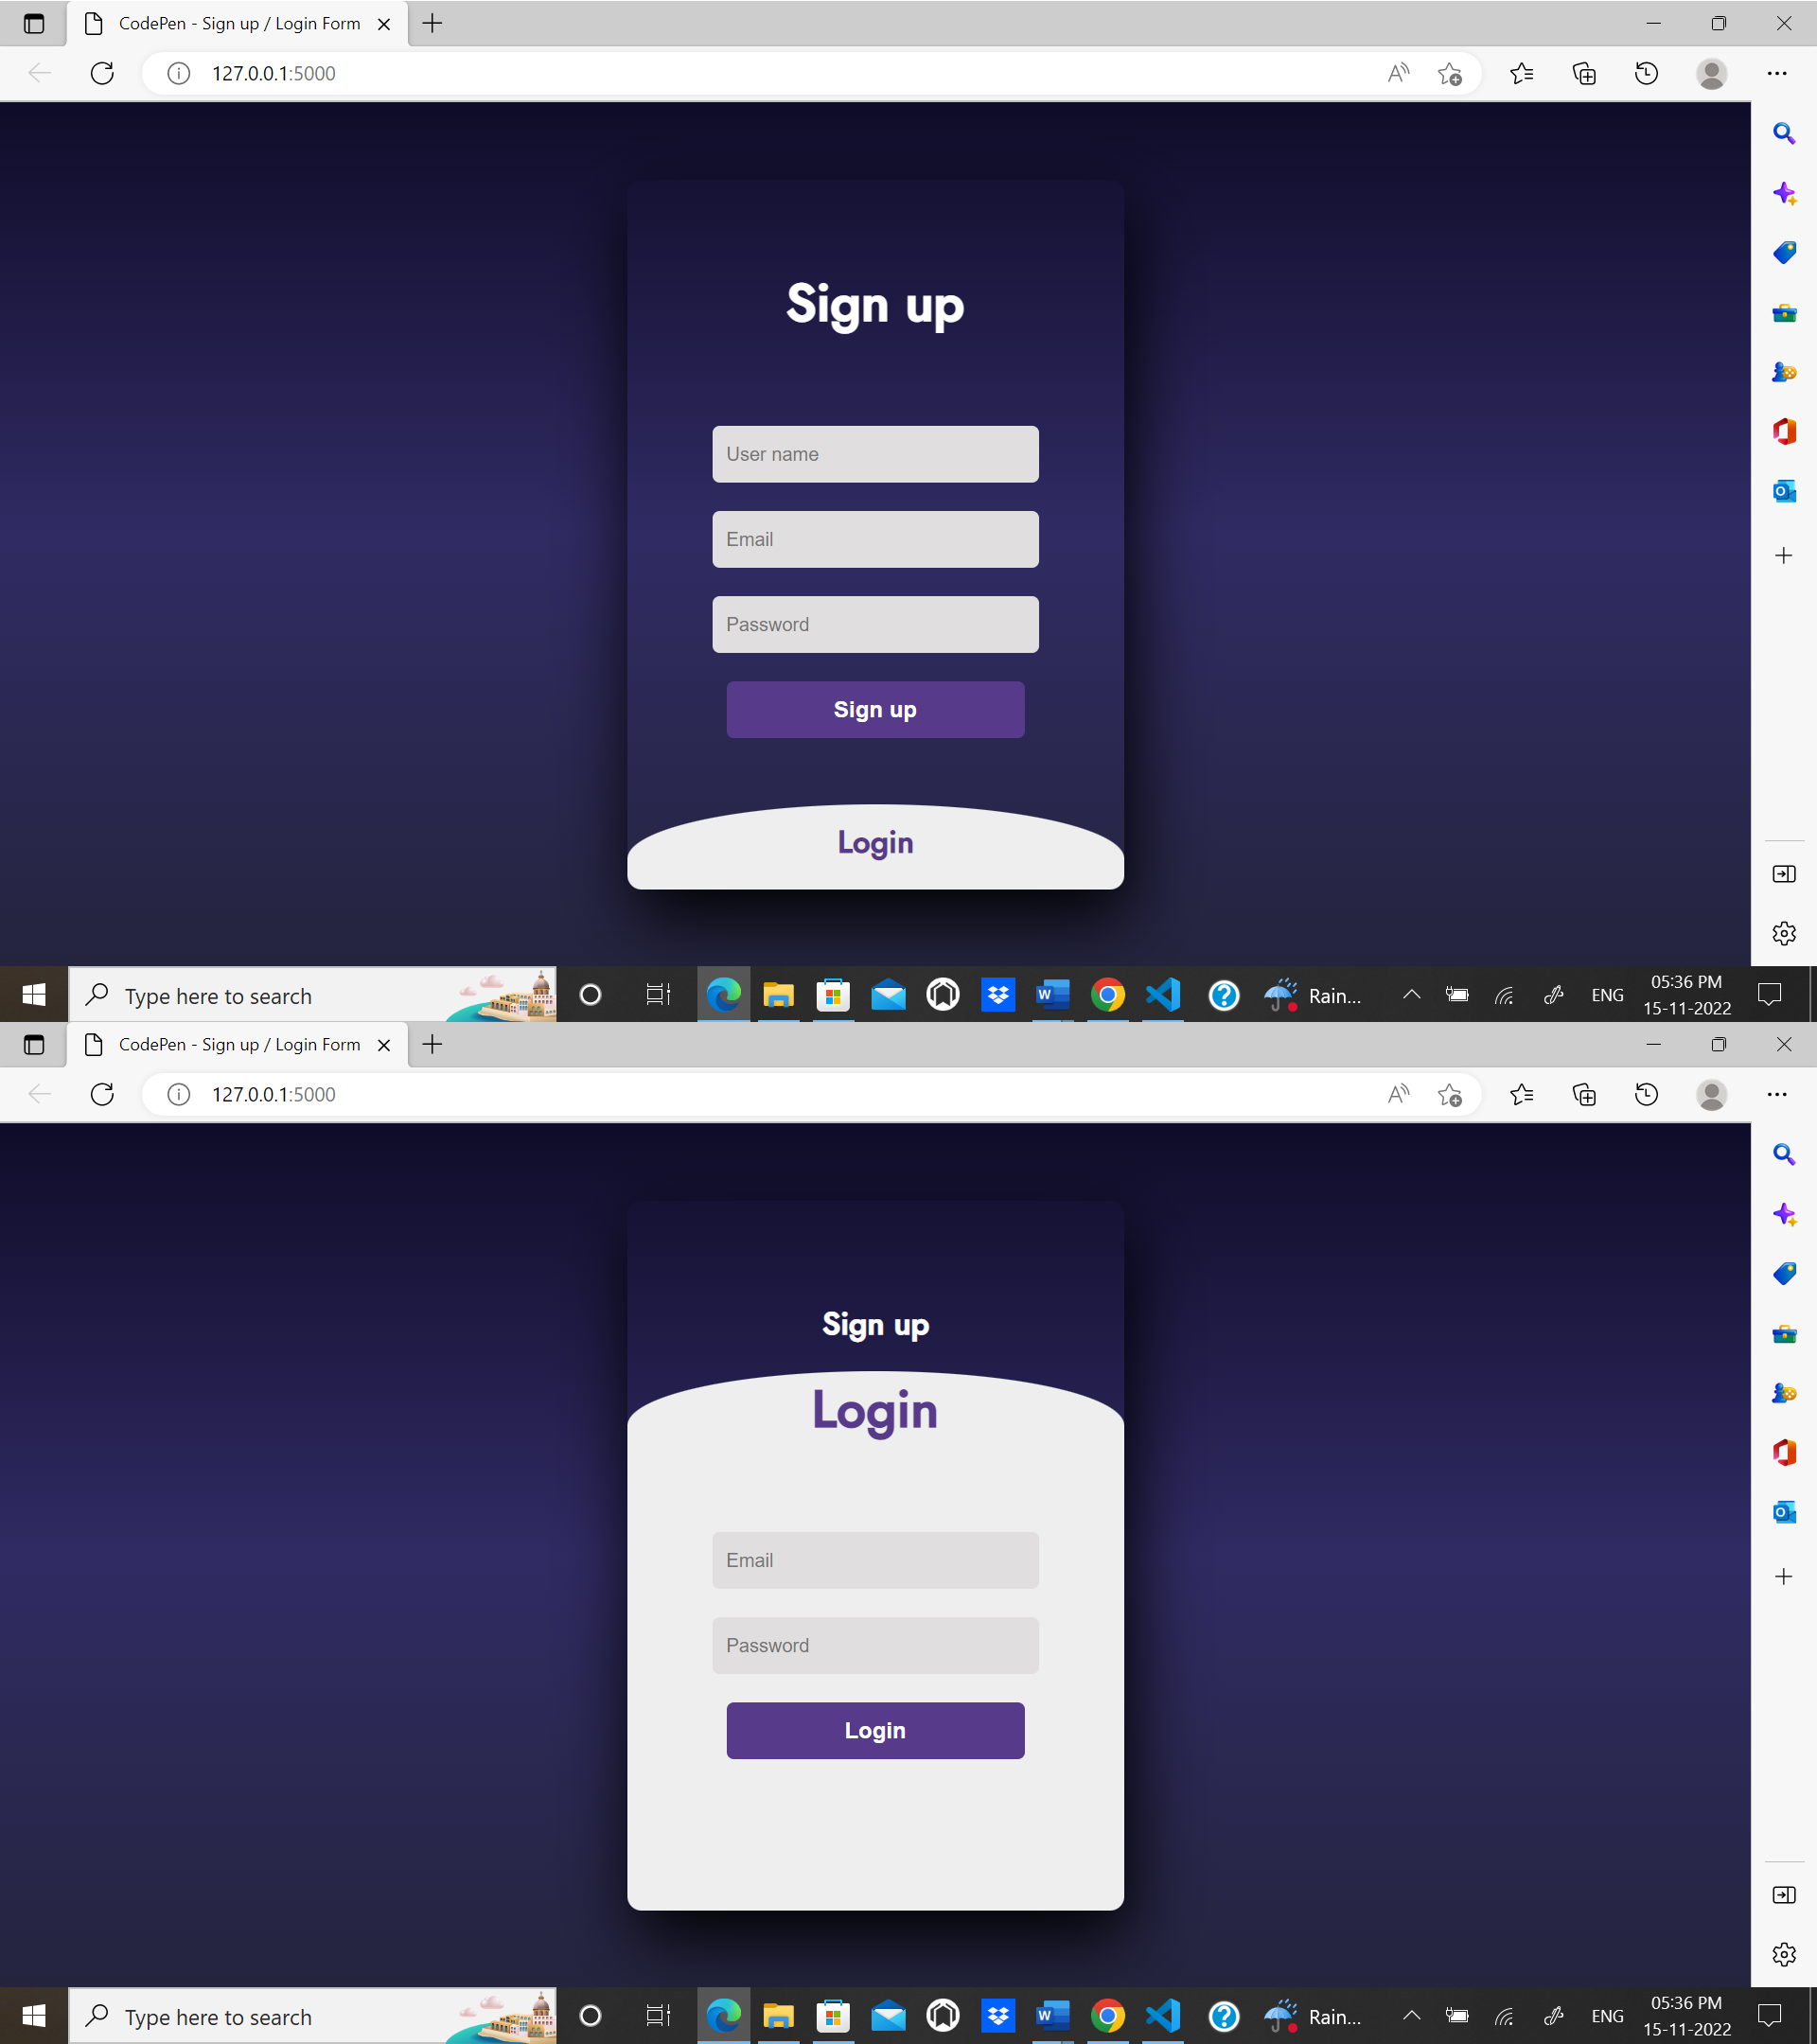 CodePen - Sign up / Login Form
127.0.0.1:5000
Sign up
User name
Email
Password
Sign up
Login
Type here to search
W
Rain...
ENG
05:36 PM
15-11-2022
CodePen - Sign up / Login Form
127.0.0.1:5000
Sign up
Login
Email
Password
Login
Type here to search
W
Rain...
ENG
05:36 PM
15-11-2022